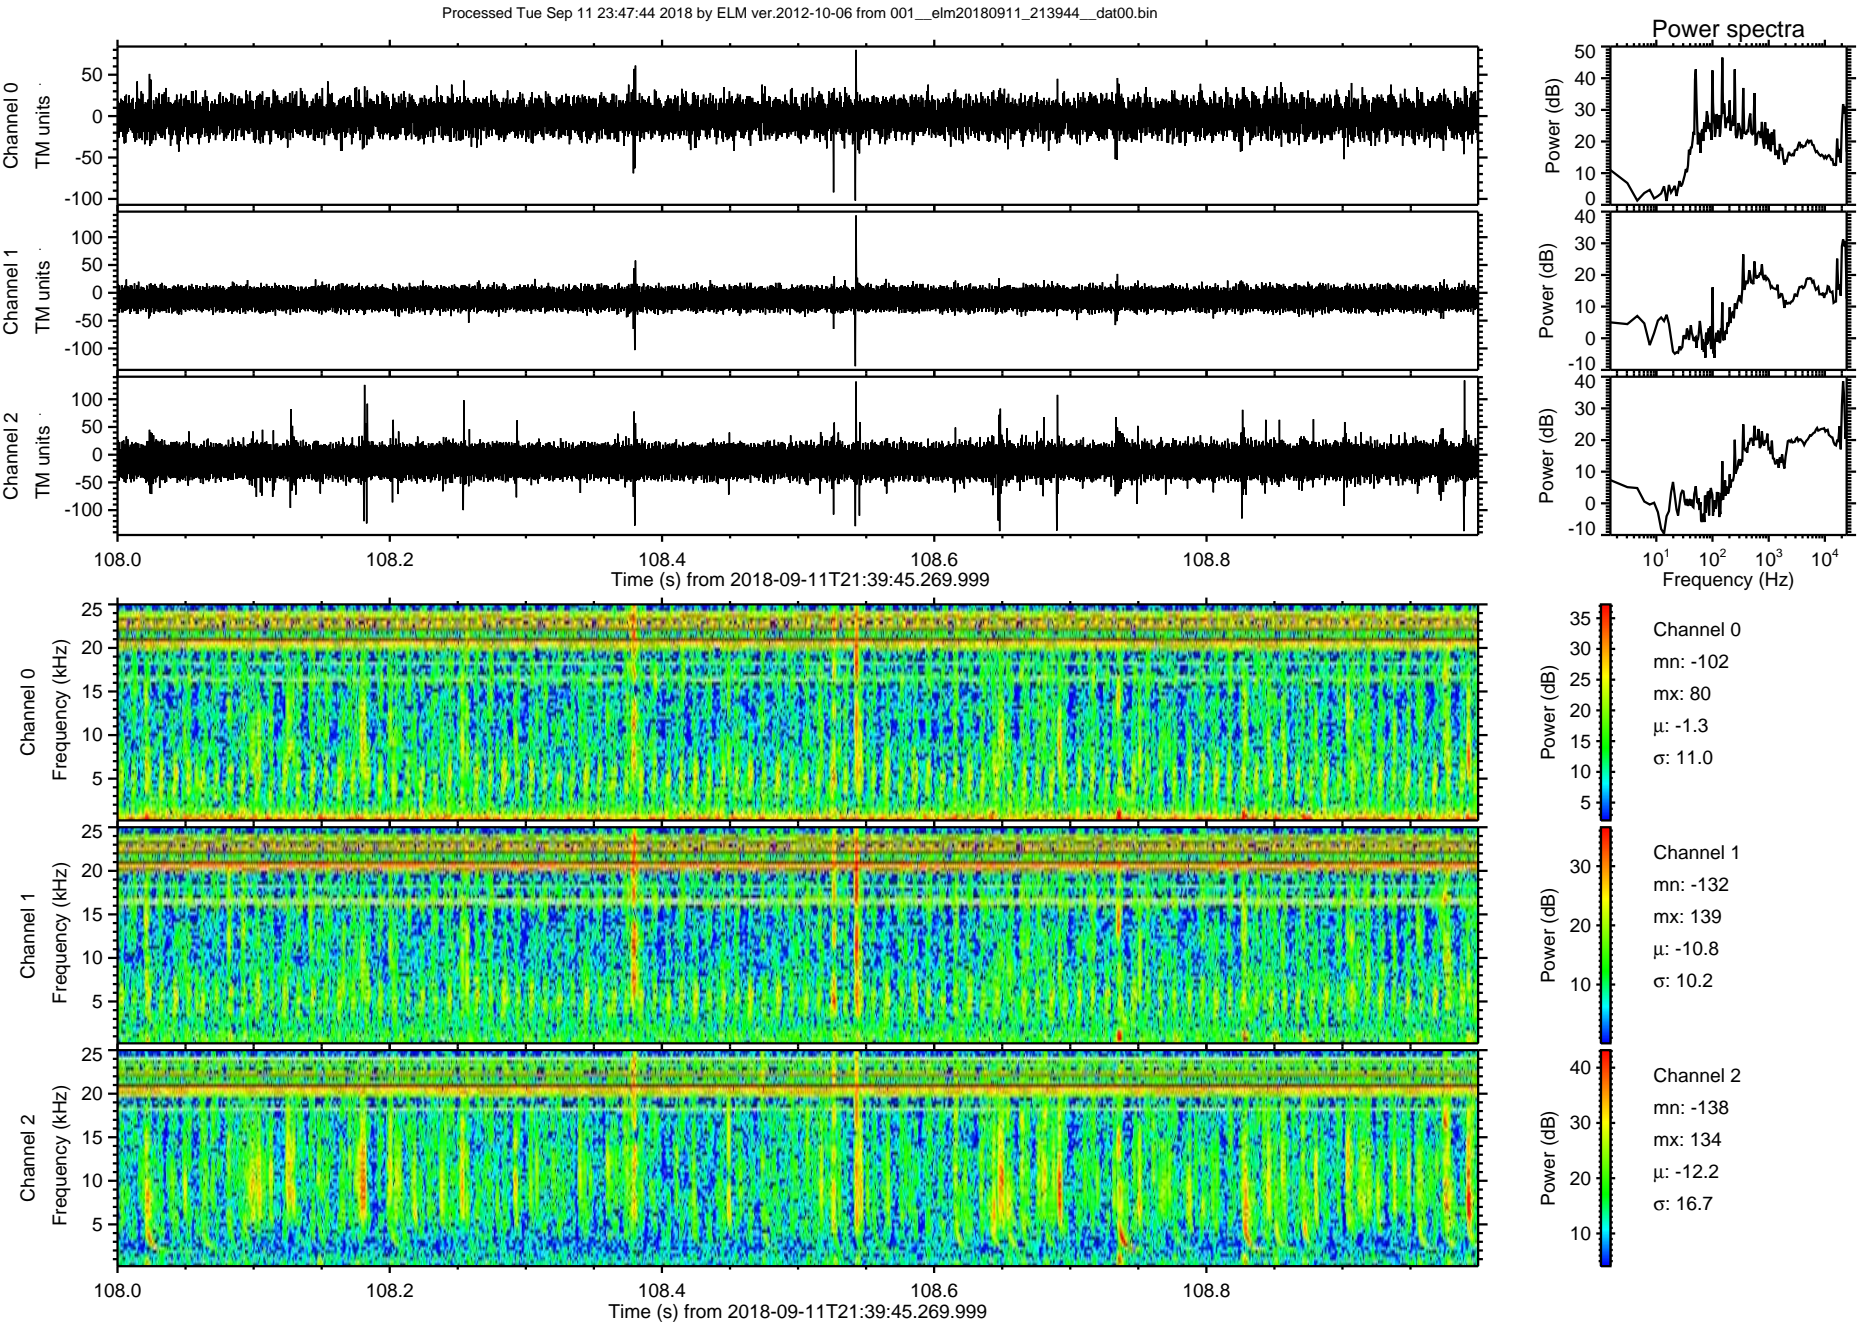 Processed Tue Sep 11 23:47:44 2018 by ELM ver.2012-10-06 from 001__elm20180911_213944__dat00.bin
Power spectra
Channel 0
TM units
50
0
-50
-100
Power (dB)
50
40
30
20
10
0
Channel 1
TM units
100
50
0
-50
-100
Power (dB)
40
30
20
10
0
-10
Channel 2
TM units
100
50
0
-50
-100
Power (dB)
40
30
20
10
0
-10
108.0 108.2 108.4 108.6 108.8
Time (s) from 2018-09-11T21:39:45.269.999
10¹ 10² 10³ 10⁴
Frequency (Hz)
Channel 0
Frequency (kHz)
25
20
15
10
5
Power (dB)
35
30
25
20
15
10
5
Channel 0
mn: -102
mx: 80
μ: -1.3
σ: 11.0
Channel 1
Frequency (kHz)
25
20
15
10
5
Power (dB)
30
20
10
Channel 1
mn: -132
mx: 139
μ: -10.8
σ: 10.2
Channel 2
Frequency (kHz)
25
20
15
10
5
Power (dB)
40
30
20
10
Channel 2
mn: -138
mx: 134
μ: -12.2
σ: 16.7
108.0 108.2 108.4 108.6 108.8
Time (s) from 2018-09-11T21:39:45.269.999